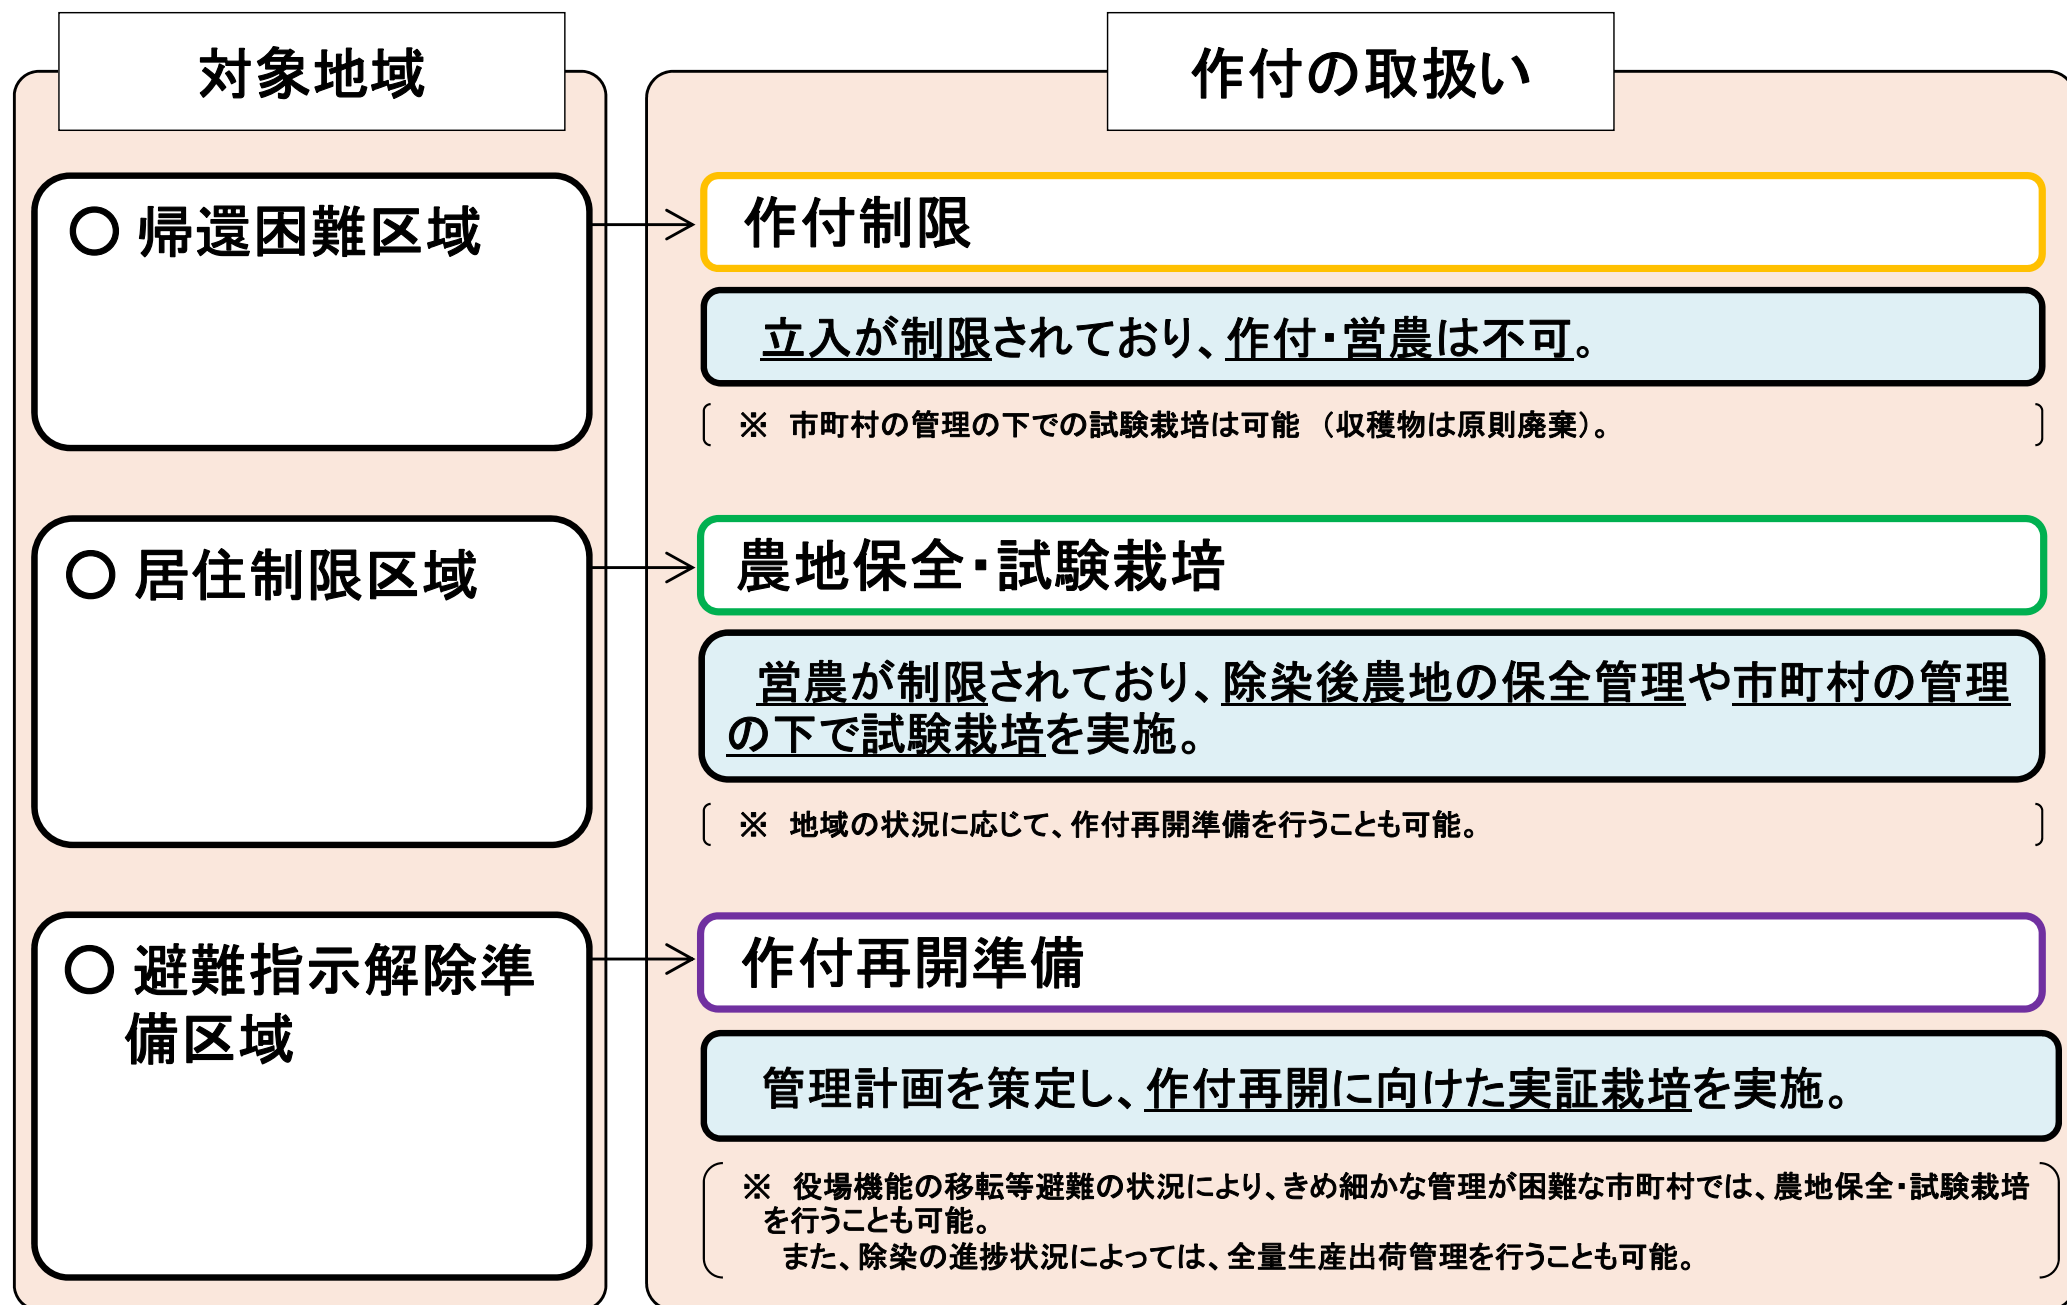 対象地域
作付の取扱い
○ 帰還困難区域
作付制限
立入が制限されており、作付・営農は不可。
※ 市町村の管理の下での試験栽培は可能 （収穫物は原則廃棄）。
○ 居住制限区域
農地保全・試験栽培
営農が制限されており、除染後農地の保全管理や市町村の管理
の下で試験栽培を実施。
※ 地域の状況に応じて、作付再開準備を行うことも可能。
○ 避難指示解除準
備区域
作付再開準備
管理計画を策定し、作付再開に向けた実証栽培を実施。
※ 役場機能の移転等避難の状況により、きめ細かな管理が困難な市町村では、農地保全・試験栽培
を行うことも可能。
また、除染の進捗状況によっては、全量生産出荷管理を行うことも可能。